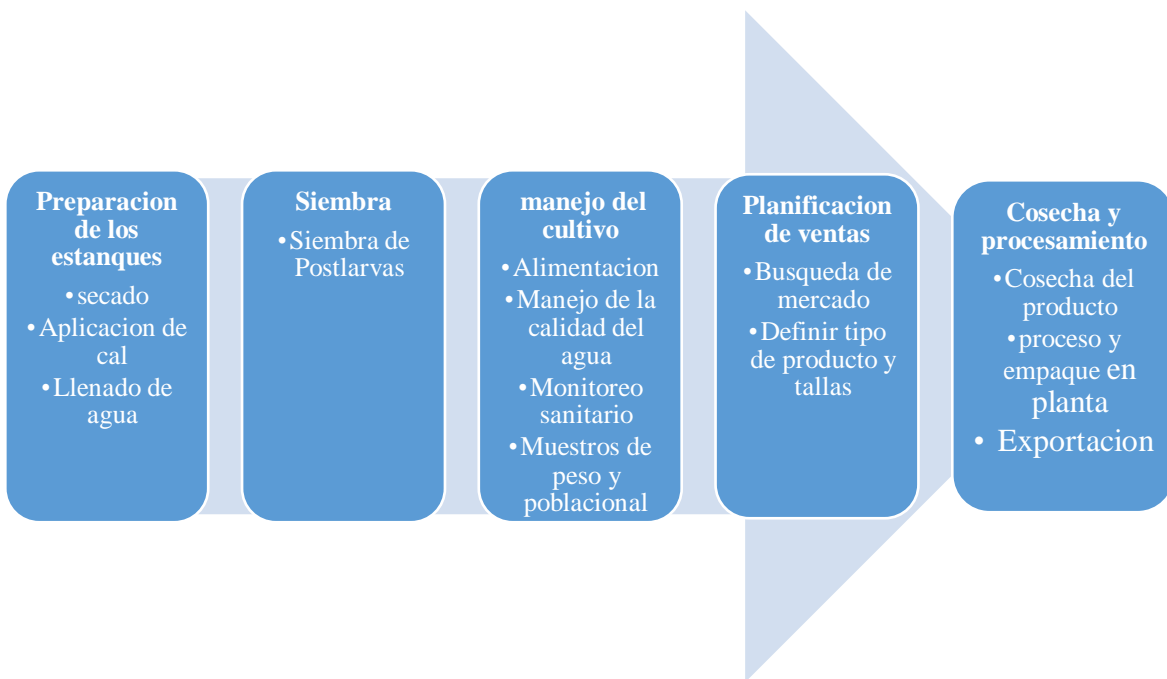 Preparacion
de los
estanques
•secado
•Aplicacion de
cal
•Llenado de
agua
Siembra
•Siembra de
Postlarvas
manejo del
cultivo
•Alimentacion
•Manejo de la
calidad del
agua
•Monitoreo
sanitario
•Muestros de
peso y
poblacional
Planificacion
de ventas
•Busqueda de
mercado
•Definir tipo
de producto y
tallas
Cosecha y
procesamiento
•Cosecha del
producto
•proceso y
empaque en
planta
• Exportacion